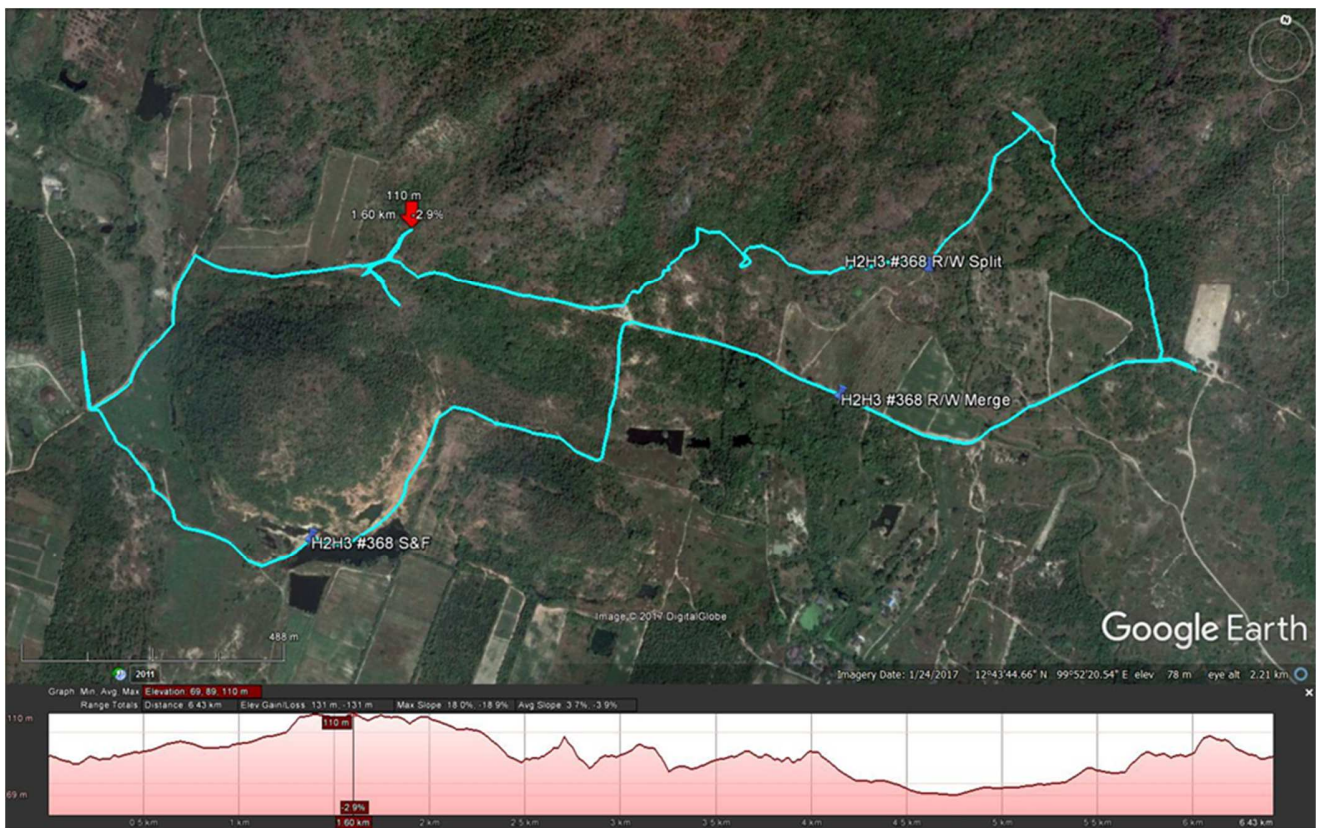 N
110 m
1.60 km -2.9%
H2H3 #368 R/W Split
H2H3 #368 R/W Merge
H2H3 #368 S&F
Image © 2017 DigitalGlobe
Google Earth
488 m
2011
Imagery Date: 1/24/2017 12°43'44.66" N 99°52'20.54" E elev 78 m eye alt 2.21 km
Graph: Min, Avg, Max Elevation: 69, 89, 110 m
Range Totals: Distance: 6.43 km Elev Gain/Loss: 131 m, -131 m Max Slope: 18.0%, -18.9% Avg Slope: 3.7%, -3.9%
110 m
110 m
69 m
-2.9%
0.5 km 1 km 1.60 km 2 km 2.5 km 3 km 3.5 km 4 km 4.5 km 5 km 5.5 km 6 km 6.43 km